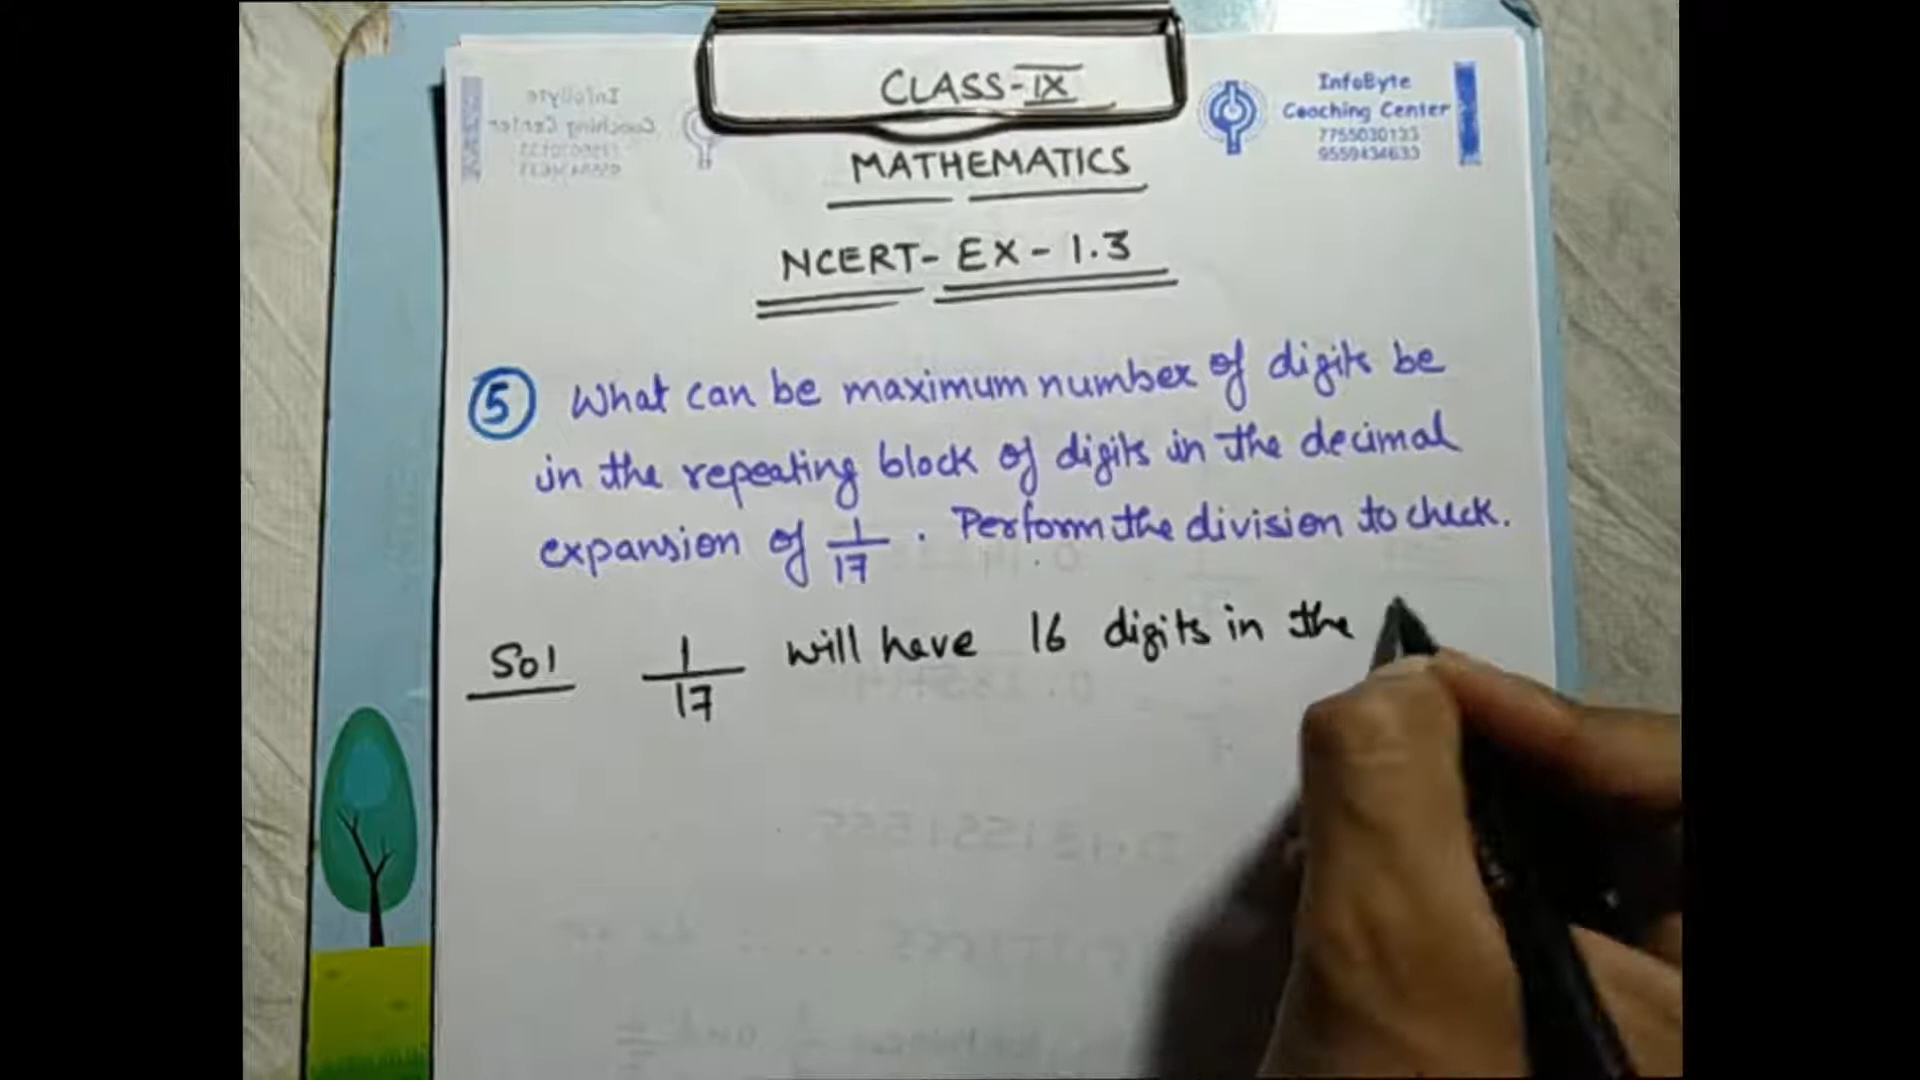 CLASS-IX
InfoByte
Coaching Center
7755030133
9559434633
MATHEMATICS
NCERT- EX - 1.3
5 What can be maximum number of digits be
in the repeating block of digits in the decimal
expansion of 1/17 . Perform the division to check.
Sol 1/17 will have 16 digits in the